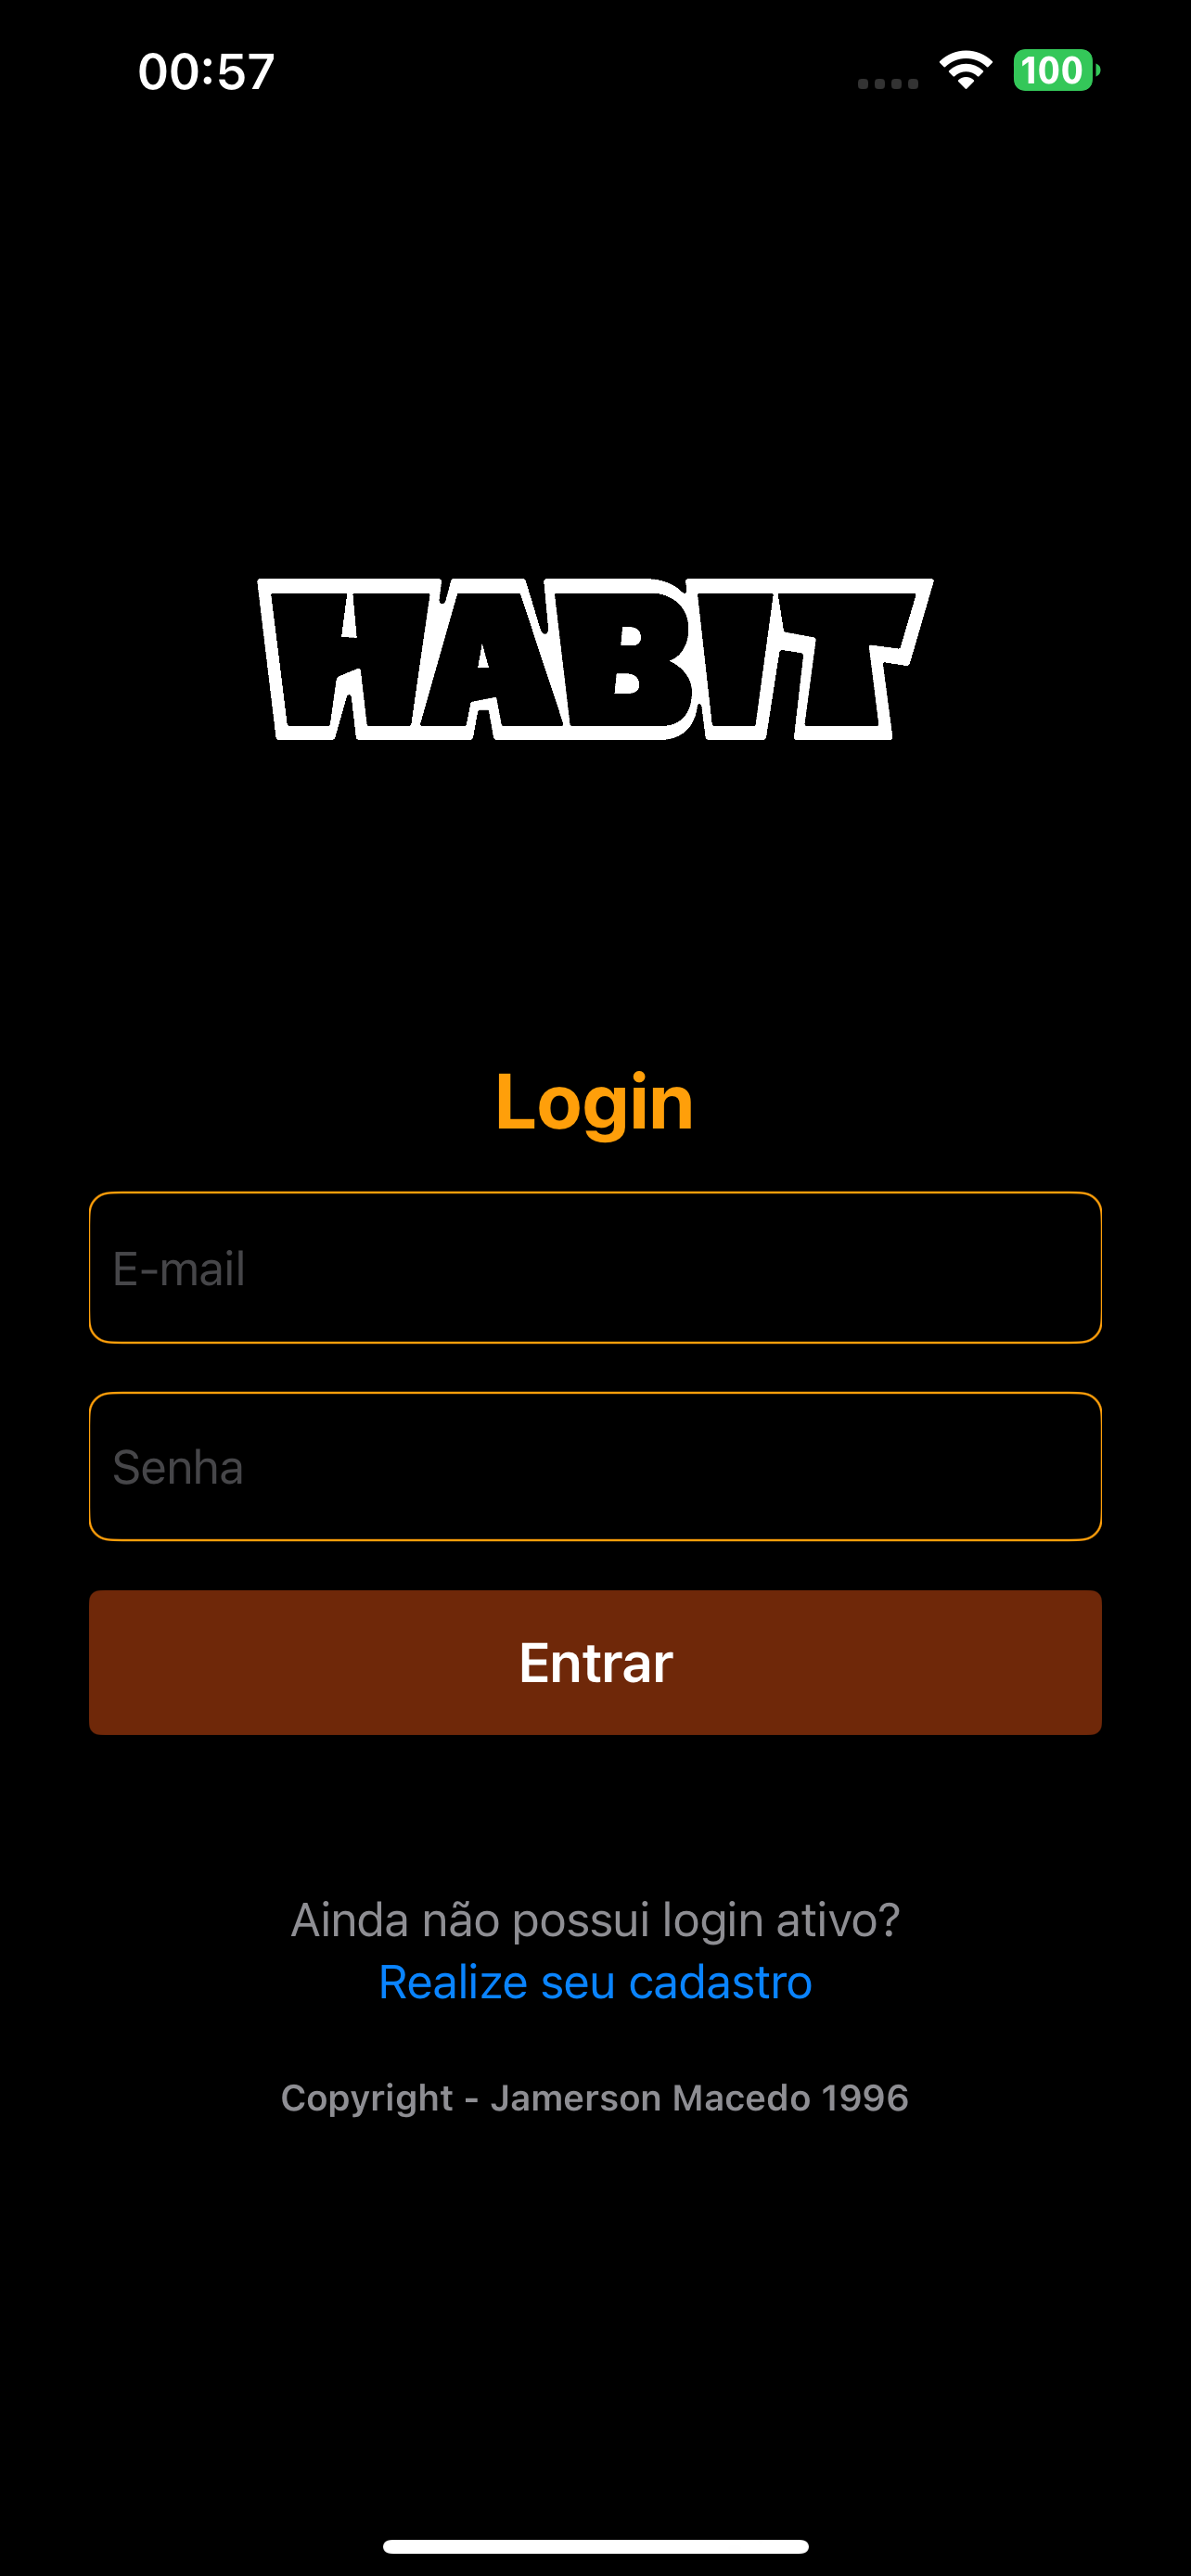 00:57
100
HABIT
Login
E-mail
Senha
Entrar
Ainda não possui login ativo?
Realize seu cadastro
Copyright - Jamerson Macedo 1996